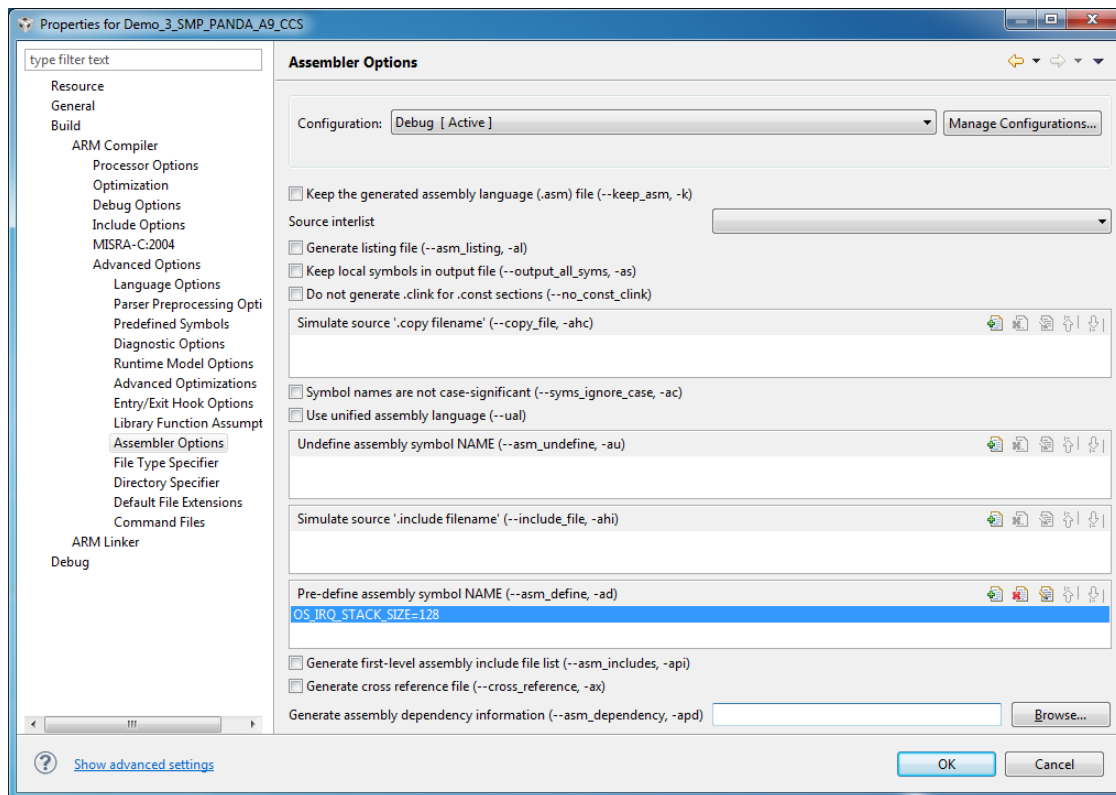 Properties for Demo_3_SMP_PANDA_A9_CCS
type filter text
Resource
General
Build
ARM Compiler
Processor Options
Optimization
Debug Options
Include Options
MISRA-C:2004
Advanced Options
Language Options
Parser Preprocessing Opti
Predefined Symbols
Diagnostic Options
Runtime Model Options
Advanced Optimizations
Entry/Exit Hook Options
Library Function Assumpt
Assembler Options
File Type Specifier
Directory Specifier
Default File Extensions
Command Files
ARM Linker
Debug
Assembler Options
Configuration: Debug [ Active ] Manage Configurations...
Keep the generated assembly language (.asm) file (--keep_asm, -k)
Source interlist
Generate listing file (--asm_listing, -al)
Keep local symbols in output file (--output_all_syms, -as)
Do not generate .clink for .const sections (--no_const_clink)
Simulate source '.copy filename' (--copy_file, -ahc)
Symbol names are not case-significant (--syms_ignore_case, -ac)
Use unified assembly language (--ual)
Undefine assembly symbol NAME (--asm_undefine, -au)
Simulate source '.include filename' (--include_file, -ahi)
Pre-define assembly symbol NAME (--asm_define, -ad)
OS_IRQ_STACK_SIZE=128
Generate first-level assembly include file list (--asm_includes, -api)
Generate cross reference file (--cross_reference, -ax)
Generate assembly dependency information (--asm_dependency, -apd) Browse...
? Show advanced settings OK Cancel